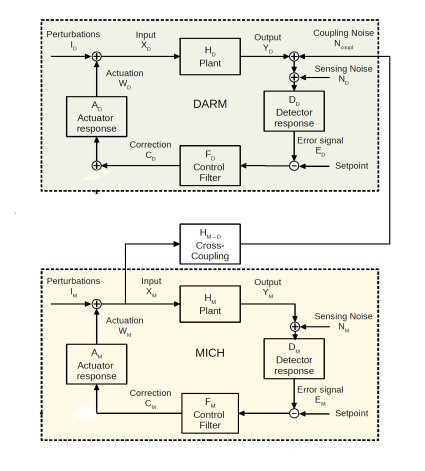 Perturbations
I_D
Input
X_D
H_D
Plant
Output
Y_D
Coupling Noise
N_coupl
Sensing Noise
N_D
Actuation
W_D
A_D
Actuator
response
DARM
D_D
Detector
response
Error signal
E_D
Correction
C_D
F_D
Control
Filter
Setpoint
H_M-D
Cross-
Coupling
Perturbations
I_M
Input
X_M
H_M
Plant
Output
Y_M
Sensing Noise
N_M
Actuation
W_M
A_M
Actuator
response
MICH
D_M
Detector
response
Error signal
E_M
Correction
C_M
F_M
Control
Filter
Setpoint